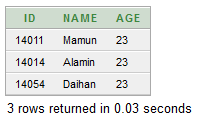 ID NAME AGE
14011 Mamun 23
14014 Alamin 23
14054 Daihan 23
3 rows returned in 0.03 seconds